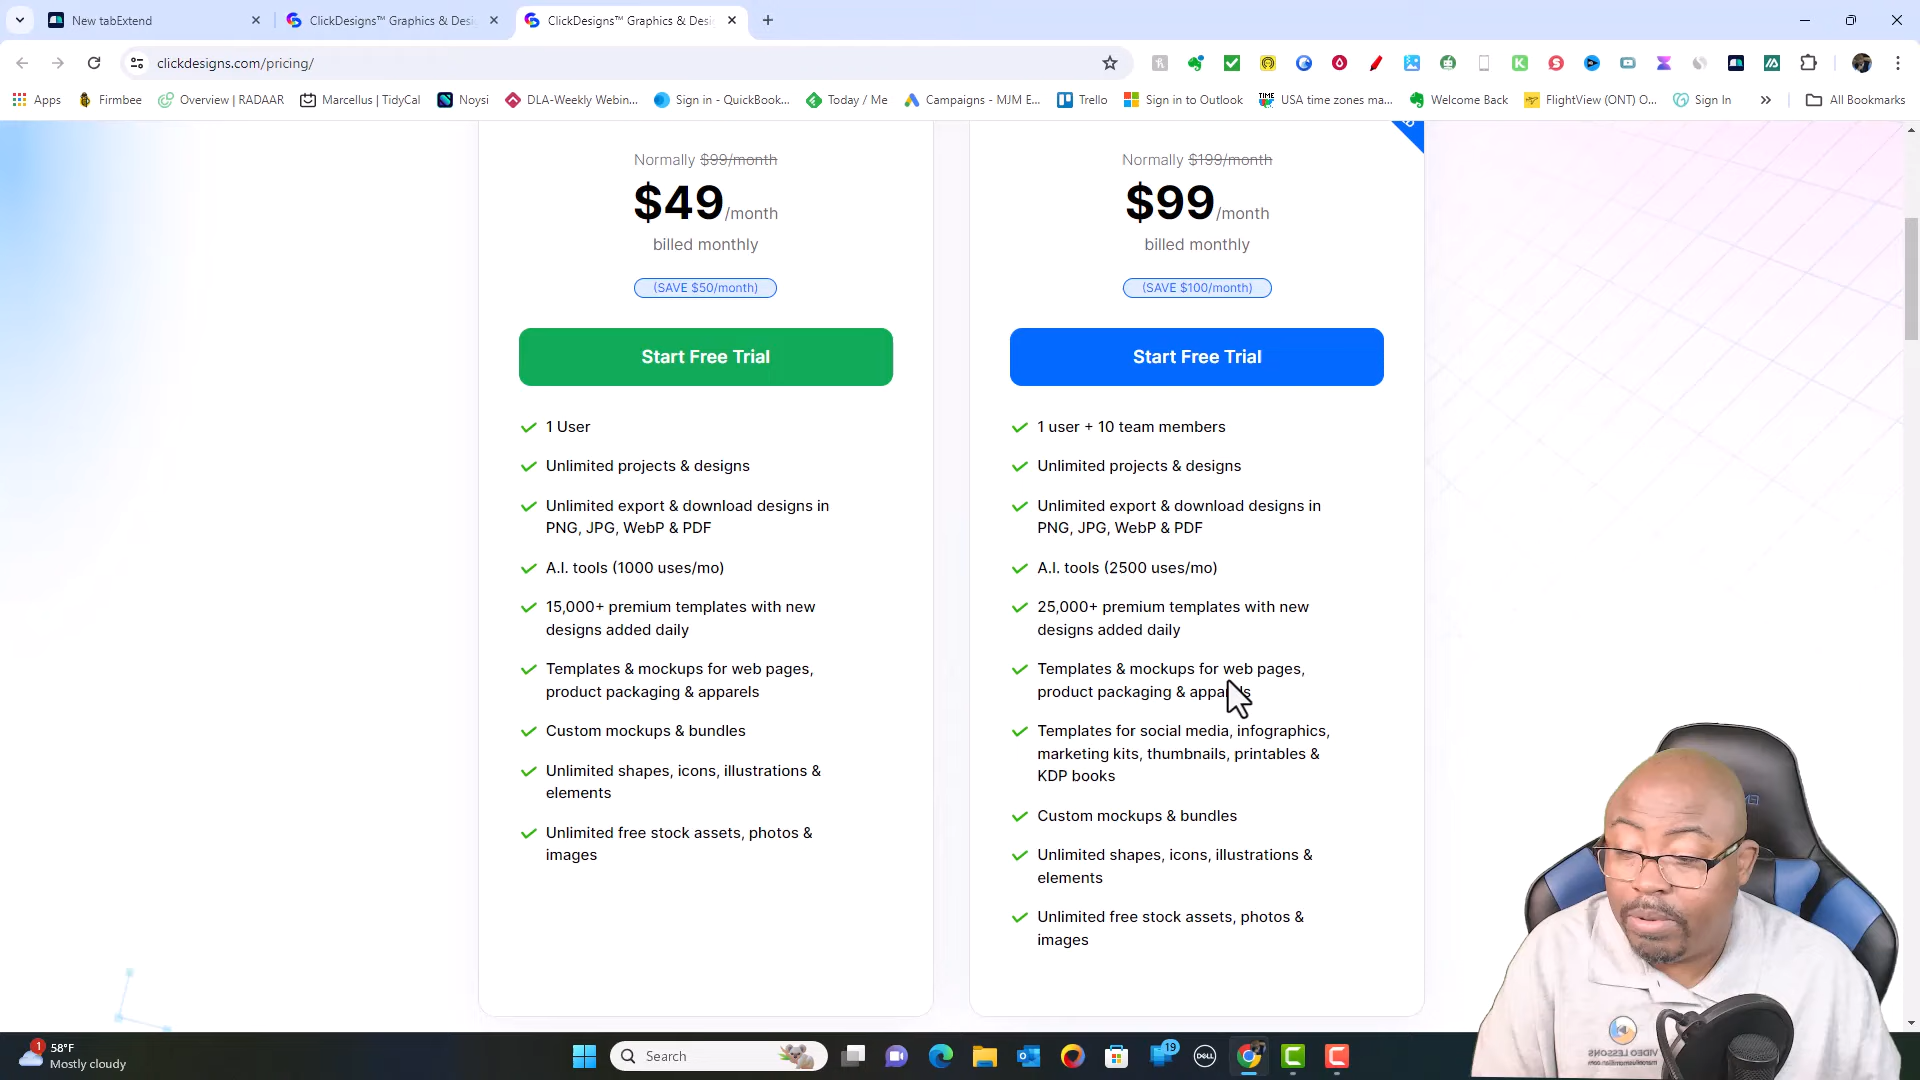 New tabExtend
ClickDesigns™ Graphics & Desi
ClickDesigns™ Graphics & Desi
clickdesigns.com/pricing/
Apps
Firmbee
Overview | RADAAR
Marcellus | TidyCal
Noysi
DLA-Weekly Webin...
Sign in - QuickBook...
Today / Me
Campaigns - MJM E...
Trello
Sign in to Outlook
USA time zones ma...
Welcome Back
FlightView (ONT) O...
Sign In
All Bookmarks
Normally $99/month
$49/month
billed monthly
(SAVE $50/month)
Start Free Trial
1 User
Unlimited projects & designs
Unlimited export & download designs in
PNG, JPG, WebP & PDF
A.I. tools (1000 uses/mo)
15,000+ premium templates with new
designs added daily
Templates & mockups for web pages,
product packaging & apparels
Custom mockups & bundles
Unlimited shapes, icons, illustrations &
elements
Unlimited free stock assets, photos &
images
Normally $199/month
$99/month
billed monthly
(SAVE $100/month)
Start Free Trial
1 user + 10 team members
Unlimited projects & designs
Unlimited export & download designs in
PNG, JPG, WebP & PDF
A.I. tools (2500 uses/mo)
25,000+ premium templates with new
designs added daily
Templates & mockups for web pages,
product packaging & apparels
Templates for social media, infographics,
marketing kits, thumbnails, printables &
KDP books
Custom mockups & bundles
Unlimited shapes, icons, illustrations &
elements
Unlimited free stock assets, photos &
images
VIDEO LESSONS
1
58°F
Mostly cloudy
Search
19
DELL